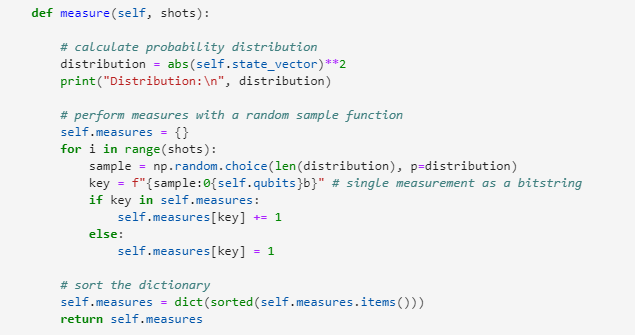 def measure(self, shots):
# calculate probability distribution
distribution = abs(self.state_vector)**2
print("Distribution:\n", distribution)
# perform measures with a random sample function
self.measures = {}
for i in range(shots):
sample = np.random.choice(len(distribution), p=distribution)
key = f"{sample:0{self.qubits}b}" # single measurement as a bitstring
if key in self.measures:
self.measures[key] += 1
else:
self.measures[key] = 1
# sort the dictionary
self.measures = dict(sorted(self.measures.items()))
return self.measures